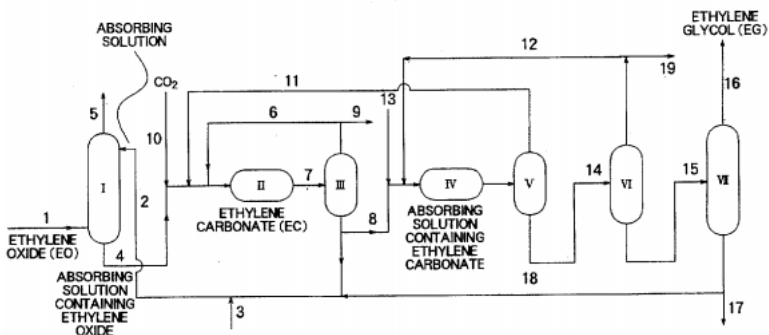 ABSORBING
SOLUTION
ETHYLENE
GLYCOL (EG)
12
19
CO2
11
13
16
5
10
6
9
I
2
II
7
III
IV
V
14
VI
15
VII
1
ETHYLENE
OXIDE (EO)
4
ETHYLENE
CARBONATE (EC)
8
ABSORBING
SOLUTION
CONTAINING
ETHYLENE
CARBONATE
18
ABSORBING
SOLUTION
CONTAINING
ETHYLENE
OXIDE
3
17